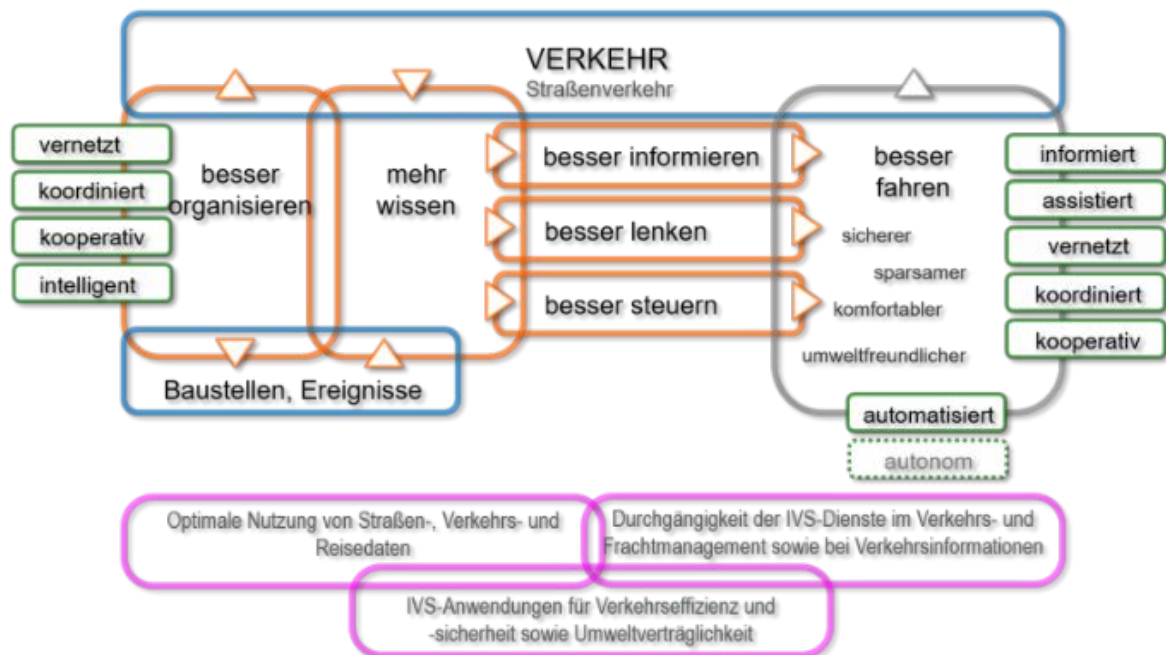 VERKEHR
Straßenverkehr
vernetzt
koordiniert
kooperativ
intelligent
besser
organisieren
mehr
wissen
besser informieren
besser lenken
besser steuern
besser
fahren
sicherer
sparsamer
komfortabler
umweltfreundlicher
informiert
assistiert
vernetzt
koordiniert
kooperativ
automatisiert
autonom
Baustellen, Ereignisse
Optimale Nutzung von Straßen-, Verkehrs- und
Reisedaten
Durchgängigkeit der IVS-Dienste im Verkehrs- und
Frachtmanagement sowie bei Verkehrsinformationen
IVS-Anwendungen für Verkehrseffizienz und
-sicherheit sowie Umweltverträglichkeit